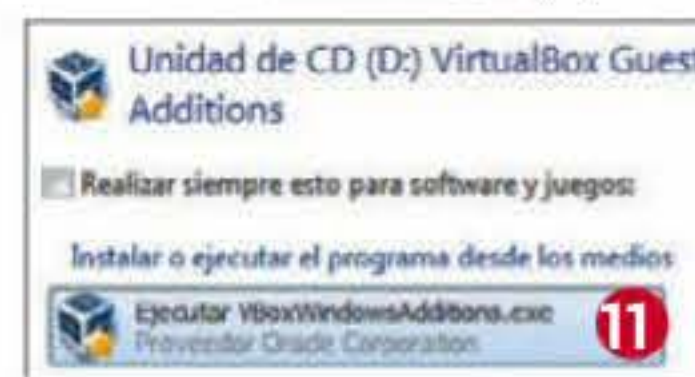 Unidad de CD (D:) VirtualBox Guest
Additions
Realizar siempre esto para software y juegos:
Instalar o ejecutar el programa desde los medios
Ejecutar VBoxWindowsAdditions.exe
11
Proveedor Oracle Corporation